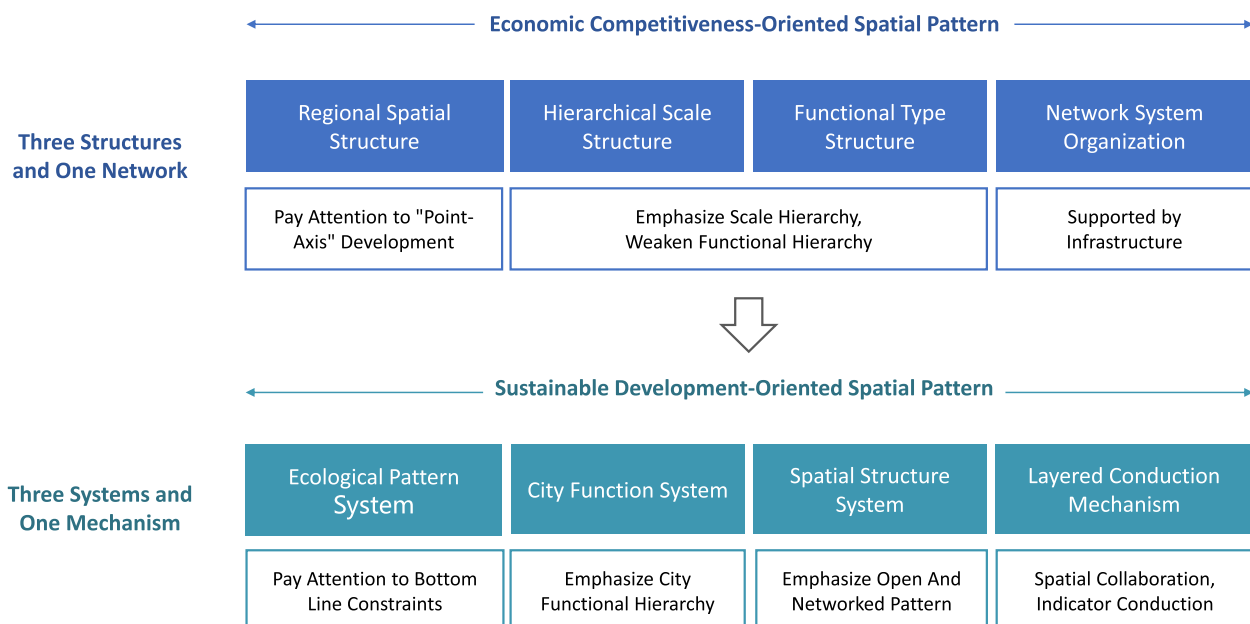 Economic Competitiveness-Oriented Spatial Pattern
Three Structures
and One Network
Regional Spatial
Structure
Hierarchical Scale
Structure
Functional Type
Structure
Network System
Organization
Pay Attention to "Point-
Axis" Development
Emphasize Scale Hierarchy,
Weaken Functional Hierarchy
Supported by
Infrastructure
Sustainable Development-Oriented Spatial Pattern
Three Systems and
One Mechanism
Ecological Pattern
System
City Function System
Spatial Structure
System
Layered Conduction
Mechanism
Pay Attention to Bottom
Line Constraints
Emphasize City
Functional Hierarchy
Emphasize Open And
Networked Pattern
Spatial Collaboration,
Indicator Conduction